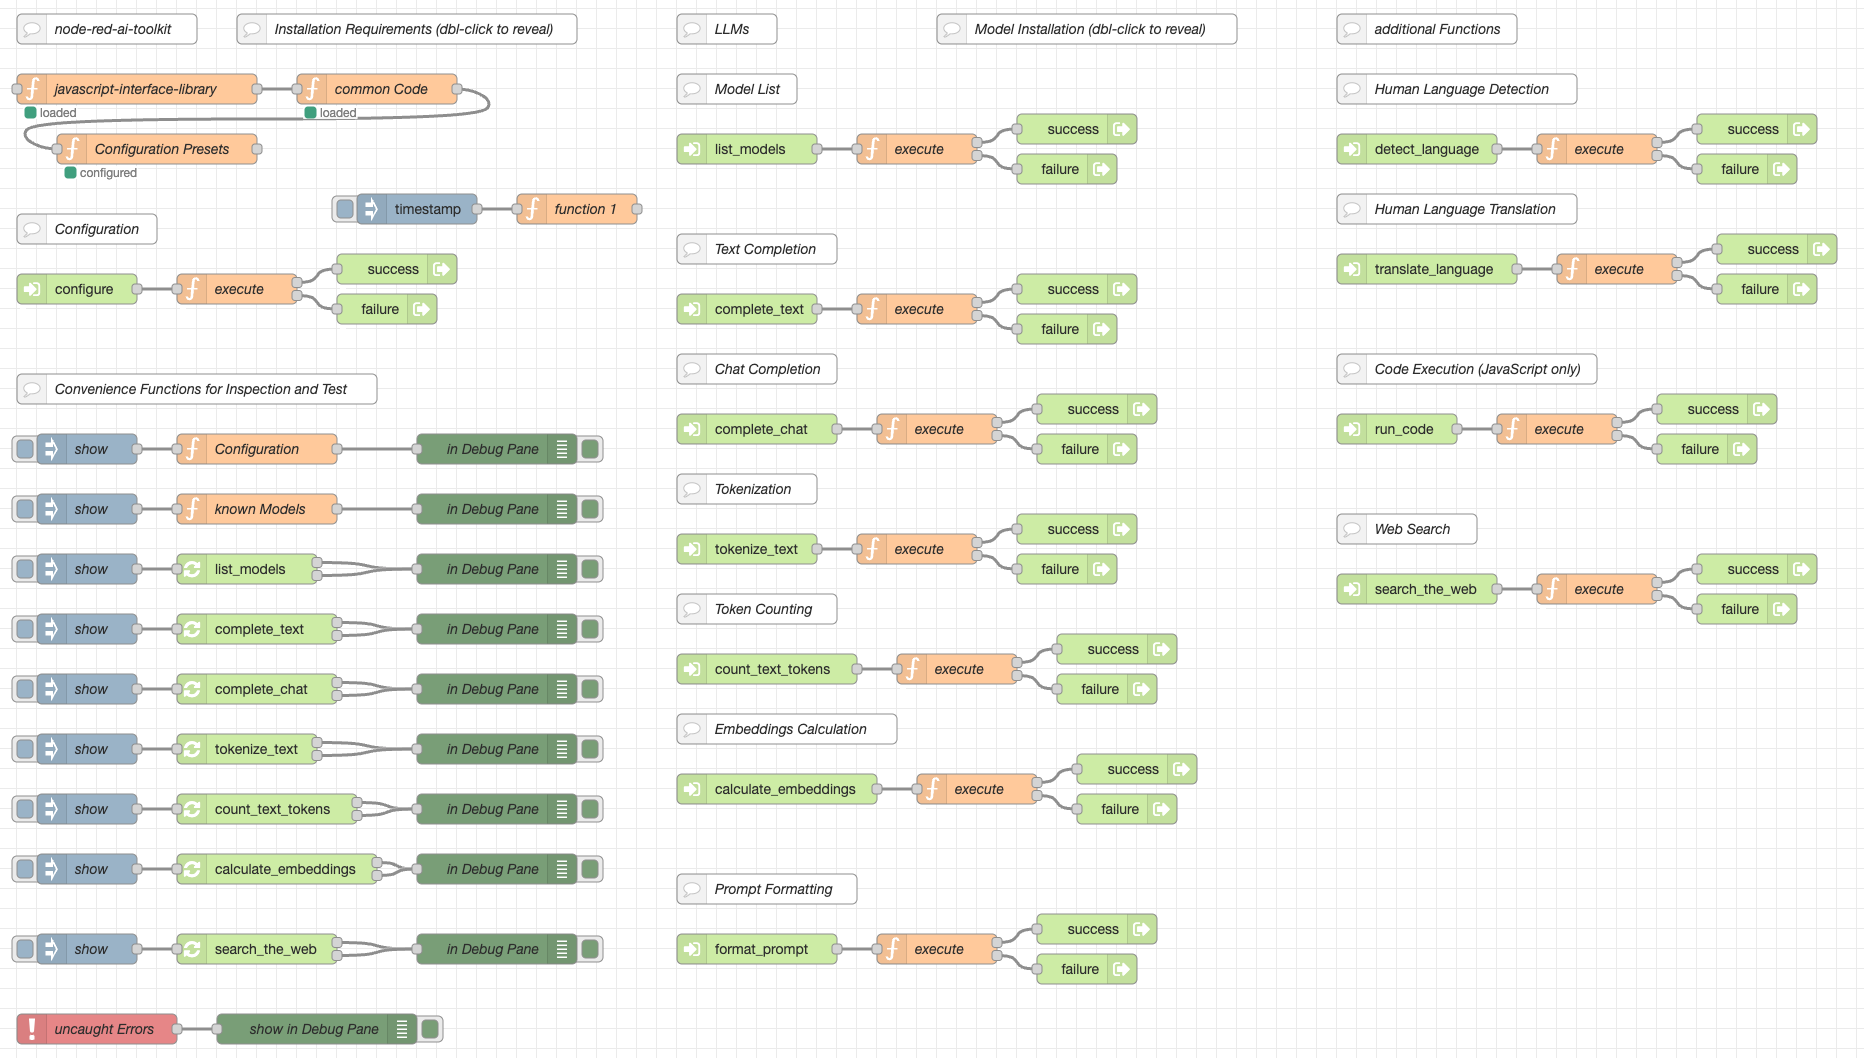 node-red-ai-toolkit
Installation Requirements (dbl-click to reveal)
javascript-interface-library
common Code
loaded
loaded
Configuration Presets
configured
timestamp
function 1
Configuration
configure
execute
success
failure
Convenience Functions for Inspection and Test
show
Configuration
in Debug Pane
show
known Models
in Debug Pane
show
list_models
in Debug Pane
show
complete_text
in Debug Pane
show
complete_chat
in Debug Pane
show
tokenize_text
in Debug Pane
show
count_text_tokens
in Debug Pane
show
calculate_embeddings
in Debug Pane
show
search_the_web
in Debug Pane
uncaught Errors
show in Debug Pane
LLMs
Model Installation (dbl-click to reveal)
Model List
list_models
execute
success
failure
Text Completion
complete_text
execute
success
failure
Chat Completion
complete_chat
execute
success
failure
Tokenization
tokenize_text
execute
success
failure
Token Counting
count_text_tokens
execute
success
failure
Embeddings Calculation
calculate_embeddings
execute
success
failure
Prompt Formatting
format_prompt
execute
success
failure
additional Functions
Human Language Detection
detect_language
execute
success
failure
Human Language Translation
translate_language
execute
success
failure
Code Execution (JavaScript only)
run_code
execute
success
failure
Web Search
search_the_web
execute
success
failure